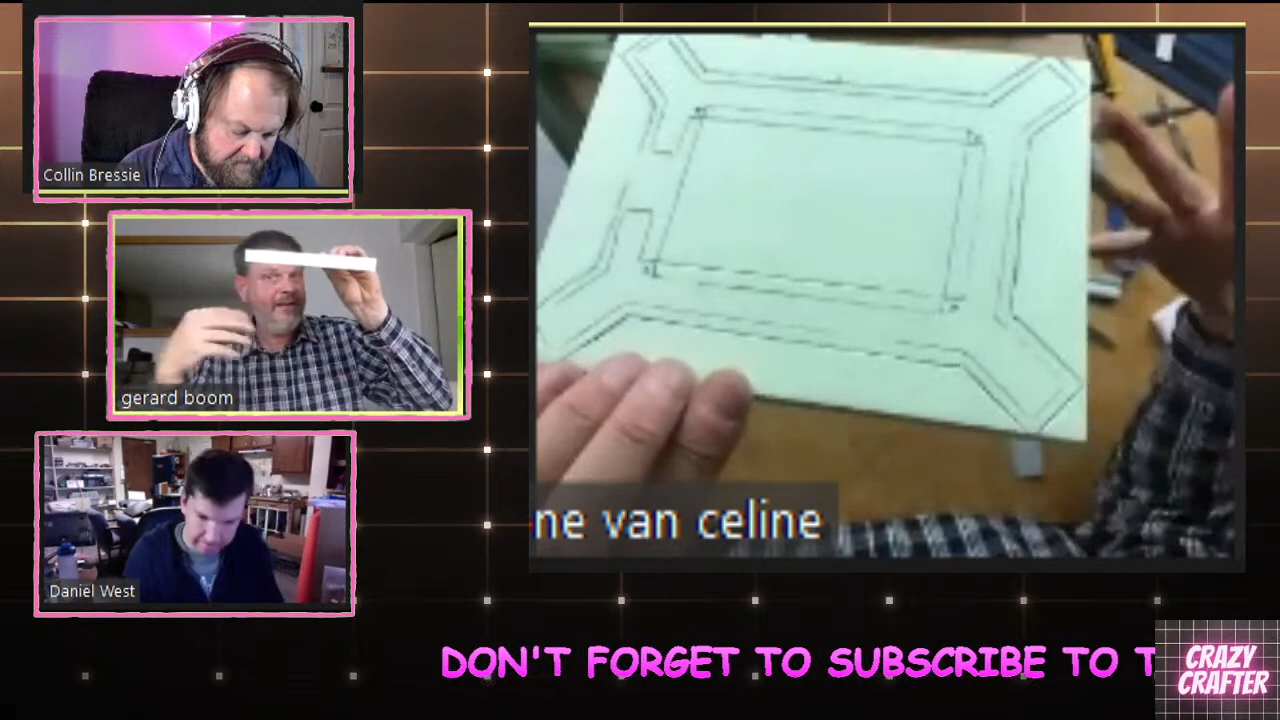 Collin Bressie
gerard boom
Daniel West
ne van celine
DON'T FORGET TO SUBSCRIBE TO T
CRAZY
CRAFTER